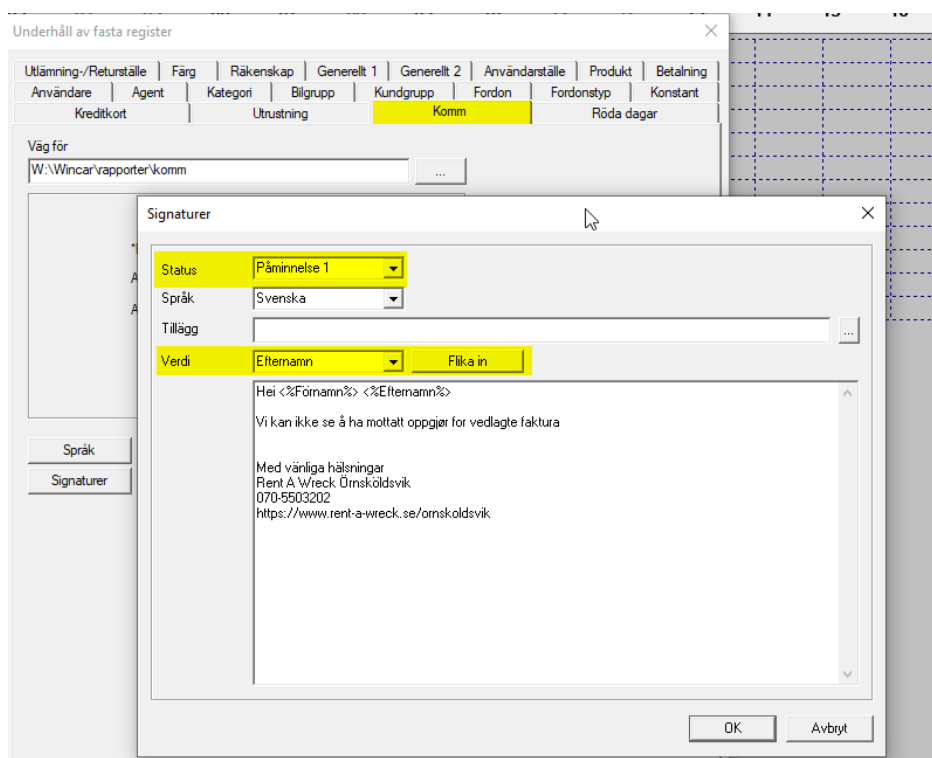 Underhåll av fasta register
Utlämning-/Returställe Färg Räkenskap Generellt 1 Generellt 2 Användarställe Produkt Betalning
Användare Agent Kategori Bilgrupp Kundgrupp Fordon Fordonstyp Konstant
Kreditkort Utrustning Komm Röda dagar
Väg för
W:\Wincar\rapporter\komm ...
Signaturer
Status Påminnelse 1
Språk Svenska
Tillägg ...
Verdi Efternamn Flika in
Hei <%Förnamn%> <%Efternamn%>
Vi kan ikke se å ha mottatt oppgjør for vedlagte faktura
Med vänliga hälsningar
Rent A Wreck Örnsköldsvik
070-5503202
https://www.rent-a-wreck.se/ornskoldsvik
Språk
Signaturer
OK Avbryt